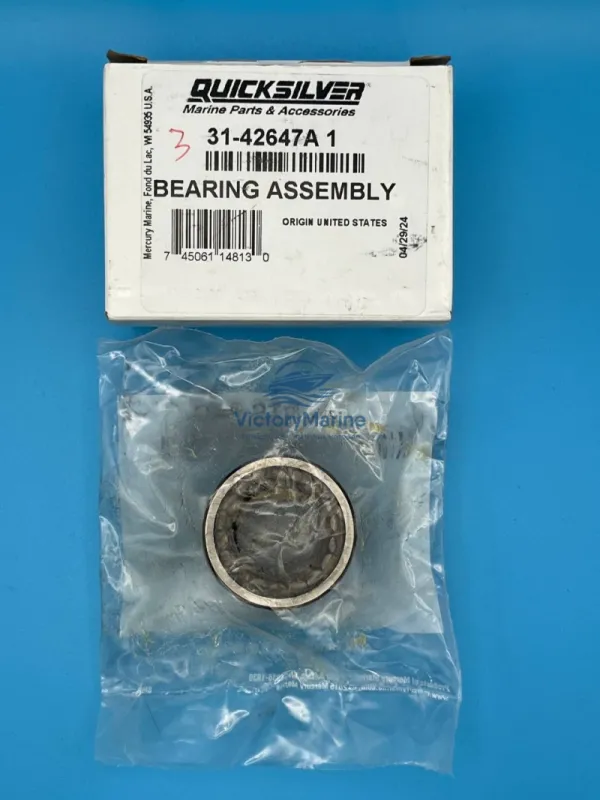 QUICKSILVER
Marine Parts & Accessories
3
31-42647A 1
BEARING ASSEMBLY
ORIGIN UNITED STATES
7 45061 14813 0
04/29/24
Mercury Marine, Fond du Lac, WI 54935 U.S.A.
VictoryMarine